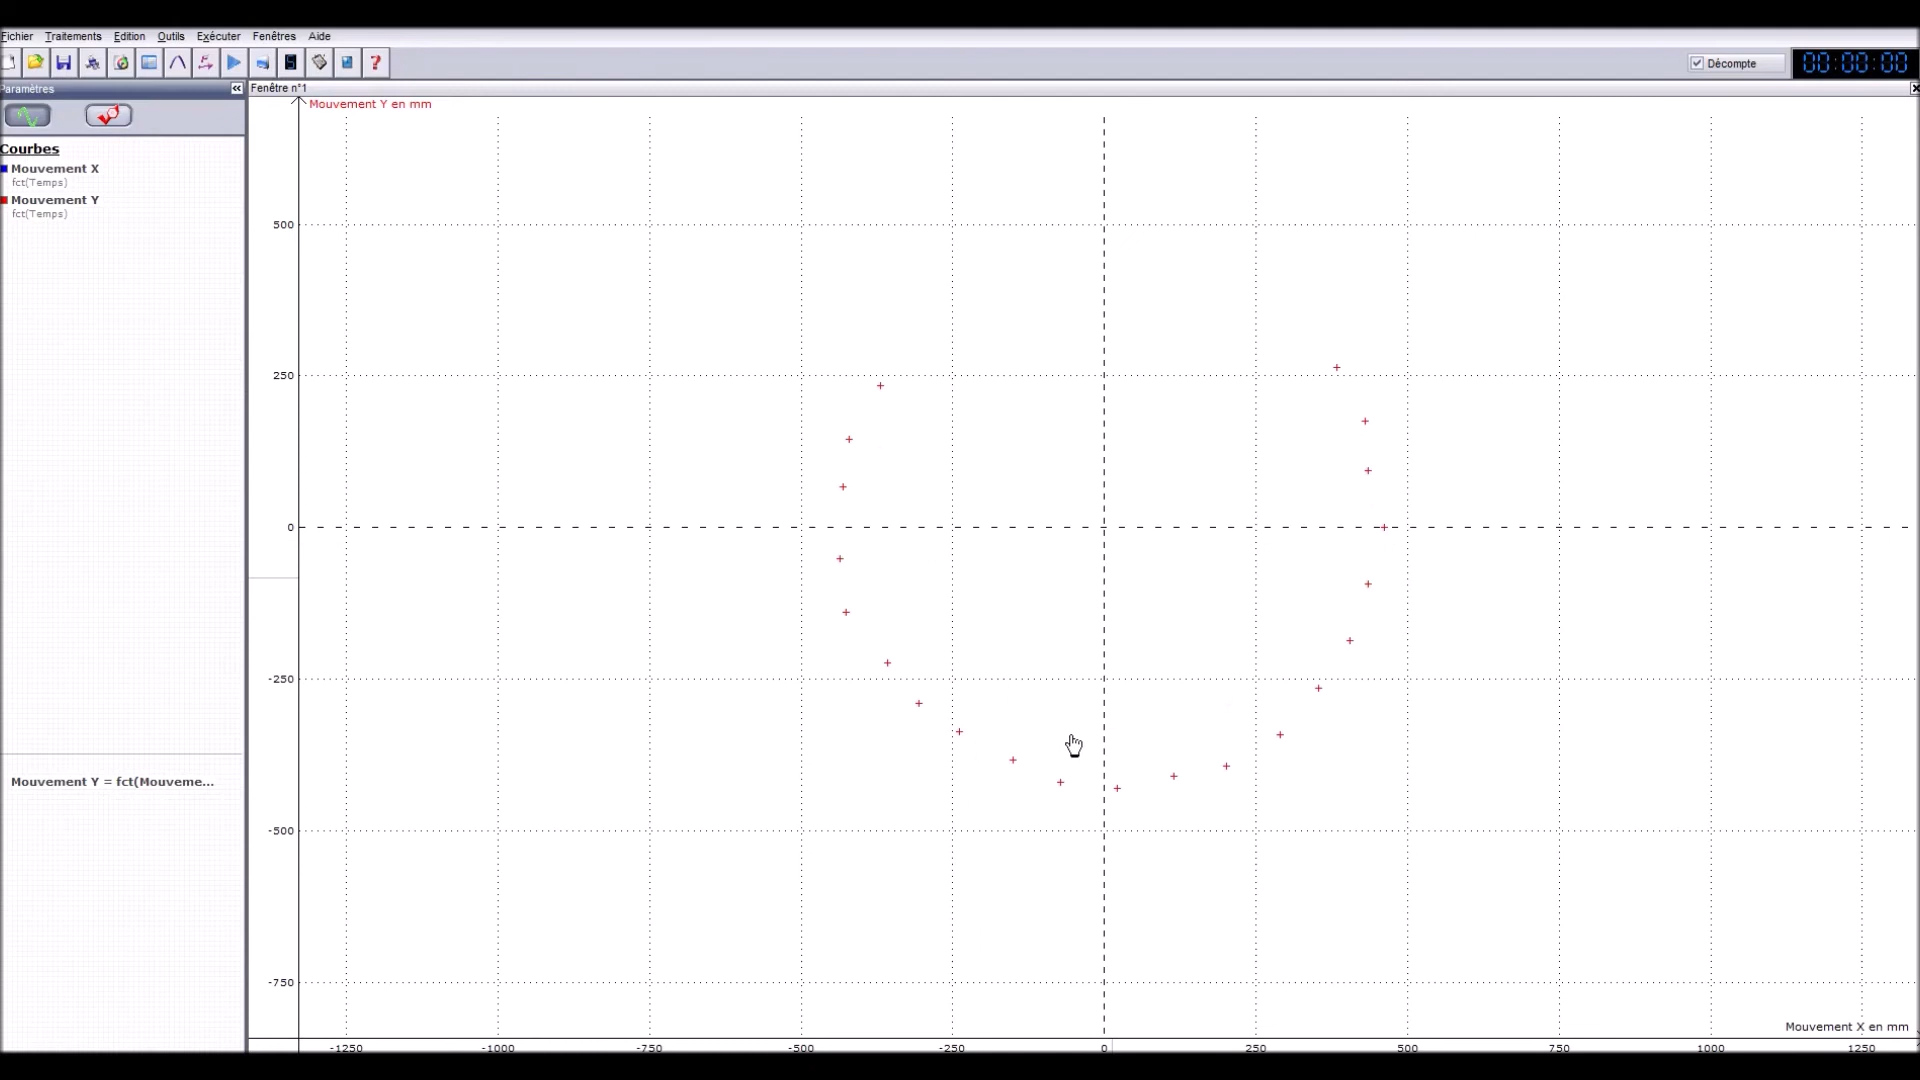 Fichier Traitements Edition Outils Exécuter Fenêtres Aide
Décompte 00:00:00
Paramètres
Fenêtre n°1
Mouvement Y en mm
Courbes
Mouvement X
fct(Temps)
Mouvement Y
fct(Temps)
500
250
0
-250
-500
-750
Mouvement Y = fct(Mouveme...
Mouvement X en mm
-1250 -1000 -750 -500 -250 0 250 500 750 1000 1250